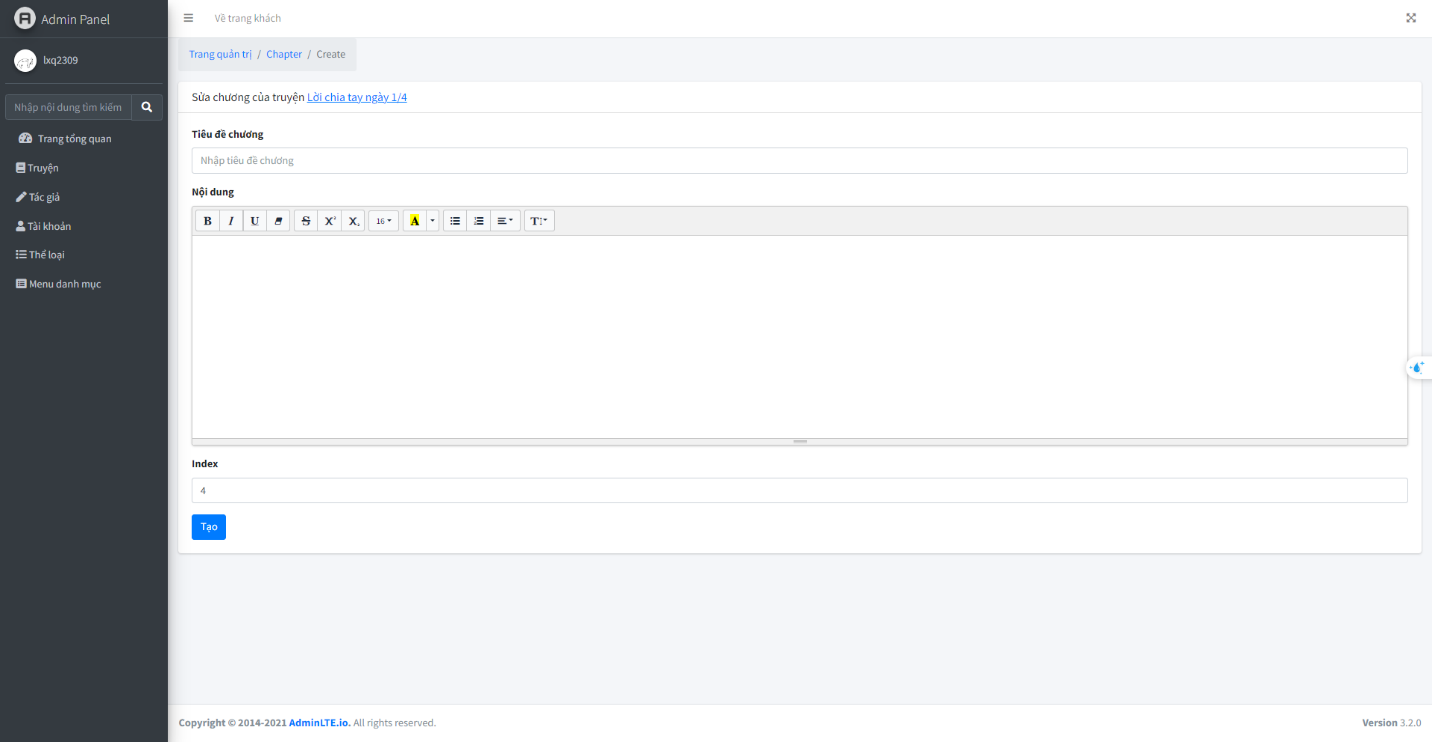 Admin Panel
Về trang khách
lxq2309
Trang quản trị / Chapter / Create
Nhập nội dung tìm kiếm
Trang tổng quan
Truyện
Tác giả
Tài khoản
Thể loại
Menu danh mục
Sửa chương của truyện Lời chia tay ngày 1/4
Tiêu đề chương
Nhập tiêu đề chương
Nội dung
B I U S X² X₁ 16 A T
Index
4
Tạo
Copyright © 2014-2021 AdminLTE.io. All rights reserved.
Version 3.2.0